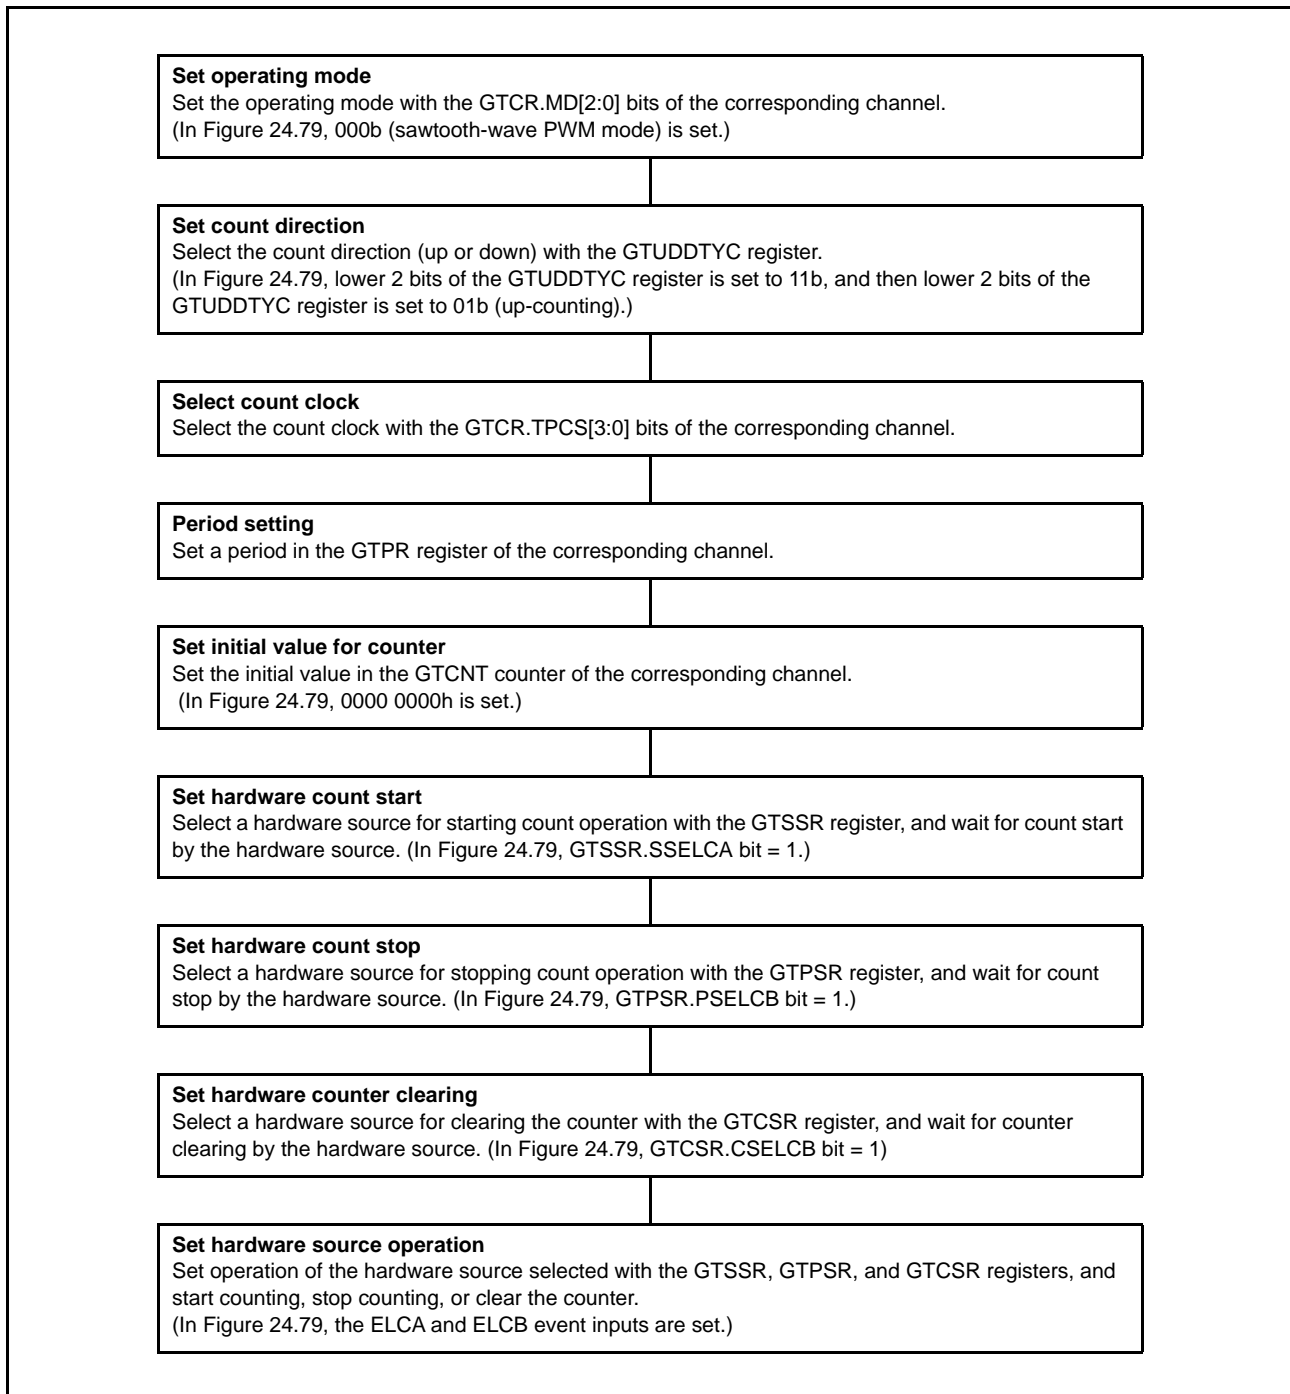 Set operating mode
Set the operating mode with the GTCR.MD[2:0] bits of the corresponding channel.
(In Figure 24.79, 000b (sawtooth-wave PWM mode) is set.)
Set count direction
Select the count direction (up or down) with the GTUDDTYC register.
(In Figure 24.79, lower 2 bits of the GTUDDTYC register is set to 11b, and then lower 2 bits of the
GTUDDTYC register is set to 01b (up-counting).)
Select count clock
Select the count clock with the GTCR.TPCS[3:0] bits of the corresponding channel.
Period setting
Set a period in the GTPR register of the corresponding channel.
Set initial value for counter
Set the initial value in the GTCNT counter of the corresponding channel.
(In Figure 24.79, 0000 0000h is set.)
Set hardware count start
Select a hardware source for starting count operation with the GTSSR register, and wait for count start
by the hardware source. (In Figure 24.79, GTSSR.SSELCA bit = 1.)
Set hardware count stop
Select a hardware source for stopping count operation with the GTPSR register, and wait for count
stop by the hardware source. (In Figure 24.79, GTPSR.PSELCB bit = 1.)
Set hardware counter clearing
Select a hardware source for clearing the counter with the GTCSR register, and wait for counter
clearing by the hardware source. (In Figure 24.79, GTCSR.CSELCB bit = 1)
Set hardware source operation
Set operation of the hardware source selected with the GTSSR, GTPSR, and GTCSR registers, and
start counting, stop counting, or clear the counter.
(In Figure 24.79, the ELCA and ELCB event inputs are set.)